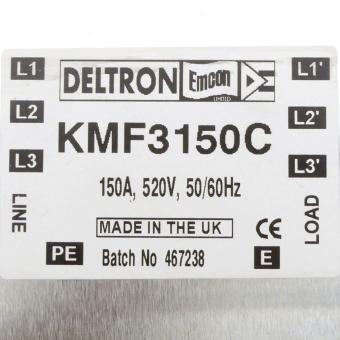 L1 DELTRON Emcon LIMITED L1'
L2 KMF3150C L2'
L3 L3'
150A, 520V, 50/60Hz
LINE LOAD
MADE IN THE UK CE
PE Batch No 467238 E